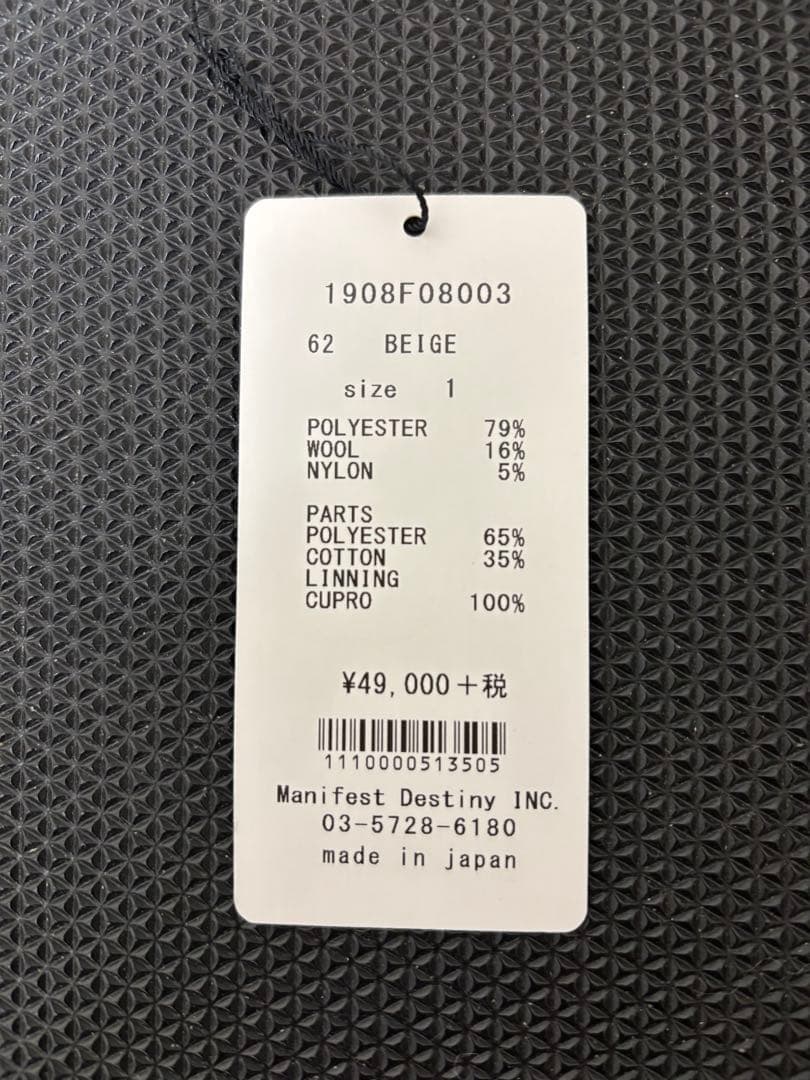 1908F08003
62 BEIGE
size 1
POLYESTER 79%
WOOL 16%
NYLON 5%
PARTS
POLYESTER 65%
COTTON 35%
LINNING
CUPRO 100%
¥49,000+税
1110000513505
Manifest Destiny INC.
03-5728-6180
made in japan